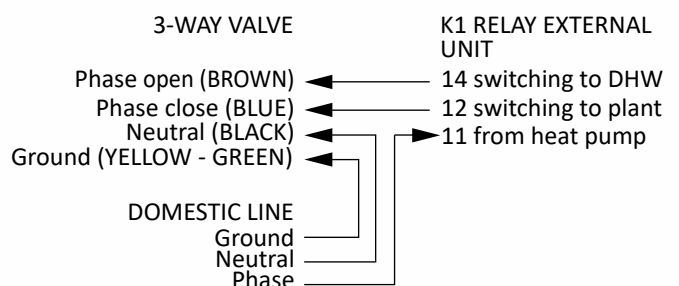 3-WAY VALVE
K1 RELAY EXTERNAL
UNIT
Phase open (BROWN)
14 switching to DHW
Phase close (BLUE)
12 switching to plant
Neutral (BLACK)
11 from heat pump
Ground (YELLOW - GREEN)
DOMESTIC LINE
Ground
Neutral
Phase